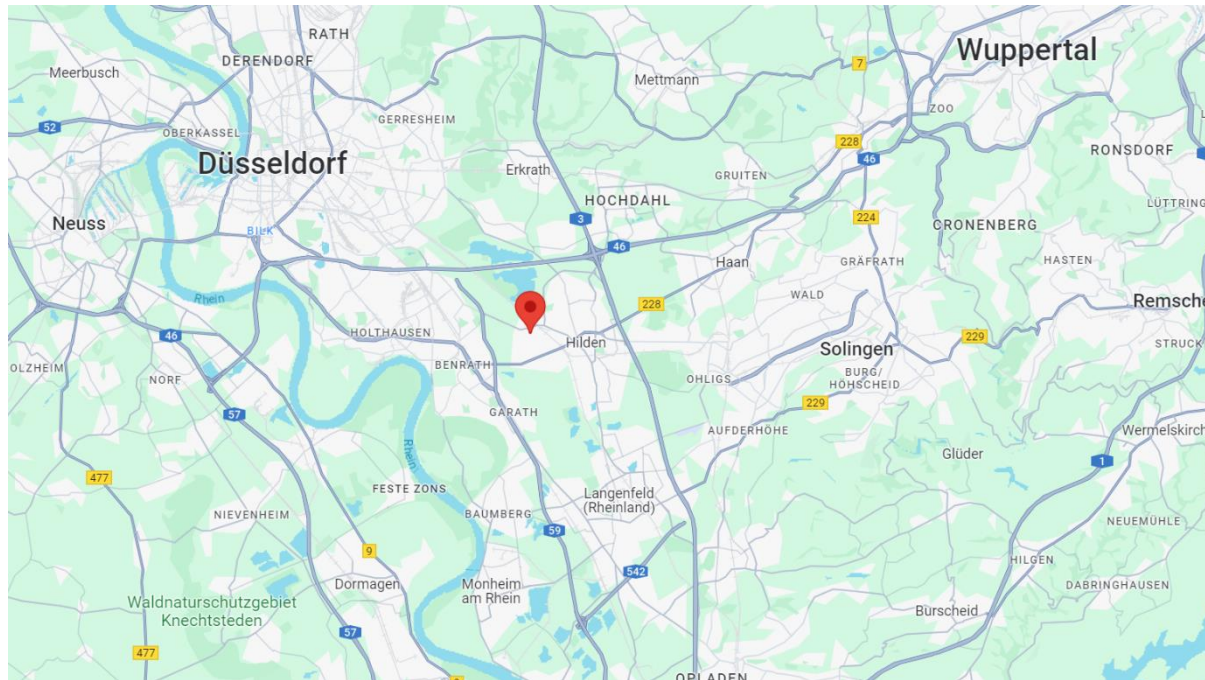 RATH
Wuppertal
Meerbusch
DERENDORF
Mettmann
7
ZOO
GERRESHEIM
52
OBERKASSEL
228
RONSDORF
Düsseldorf
46
Erkrath
GRUITEN
HOCHDAHL
LÜTTRING
Neuss
3
224
CRONENBERG
BILK
46
Haan
GRÄFRATH
HASTEN
Rhein
WALD
228
Remsche
HOLTHAUSEN
46
Hilden
229
STRUCK
Solingen
OLZHEIM
BENRATH
NORF
OHLIGS
BURG/
HÖHSCHEID
229
57
GARATH
AUFDERHÖHE
Wermelskirch
Rhein
Glüder
1
477
FESTE ZONS
Langenfeld
(Rheinland)
NIEVENHEIM
BAUMBERG
59
NEUEMÜHLE
9
HILGEN
542
Dormagen
Monheim
am Rhein
DABRINGHAUSEN
Waldnaturschutzgebiet
Knechtsteden
Burscheid
57
477
OPLADEN